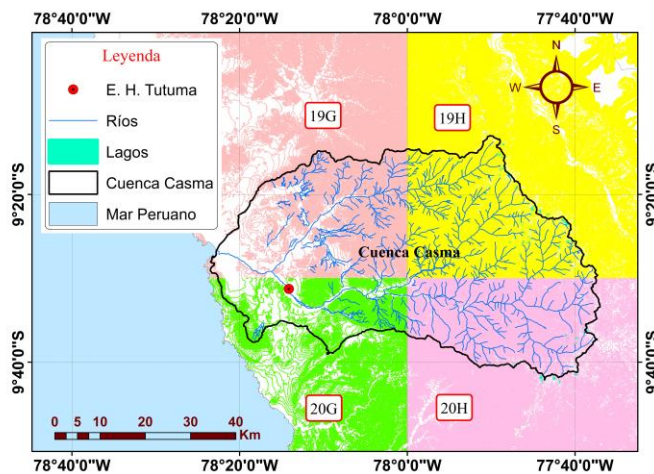 78°40'0"W 78°20'0"W 78°0'0"W 77°40'0"W
Leyenda
E. H. Tutuma
Ríos
Lagos
Cuenca Casma
Mar Peruano
N
W E
S
19G 19H
9°20'0"S 9°20'0"S
Cuenca Casma
9°40'0"S 9°40'0"S
20G 20H
0 5 10 20 30 40
Km
78°40'0"W 78°20'0"W 78°0'0"W 77°40'0"W